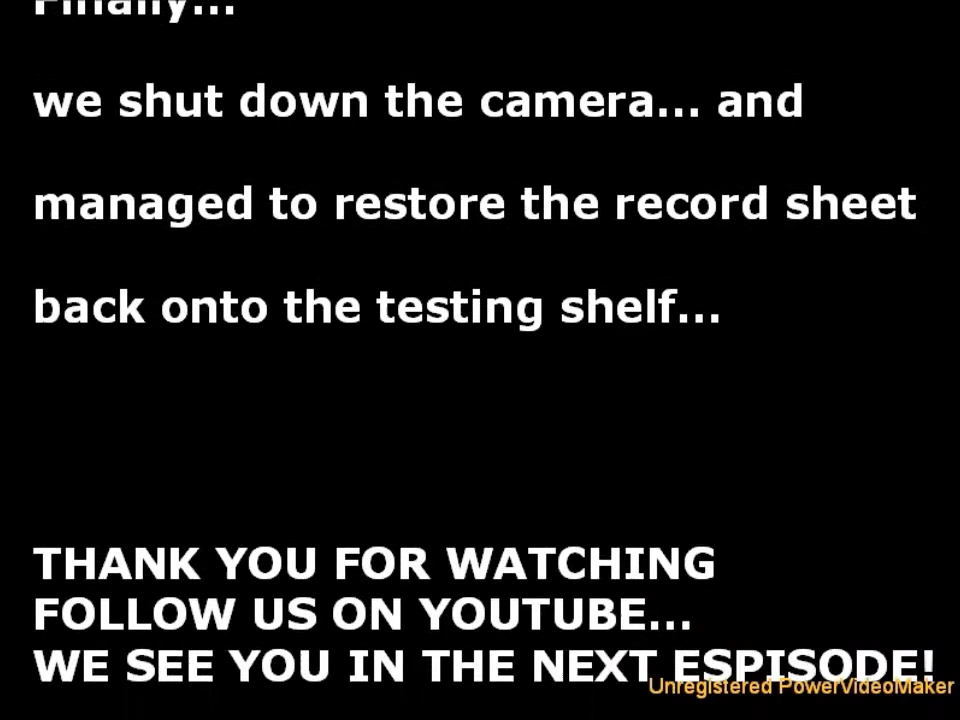 Finally...
we shut down the camera... and
managed to restore the record sheet
back onto the testing shelf...
THANK YOU FOR WATCHING
FOLLOW US ON YOUTUBE...
WE SEE YOU IN THE NEXT ESPISODE!
Unregistered PowerVideoMaker